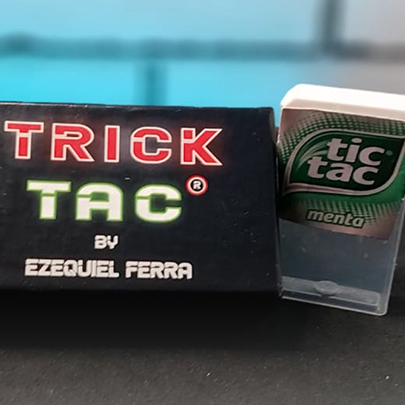 TRICK
TAC®
BY
EZEQUIEL FERRA
tic
tac
menta